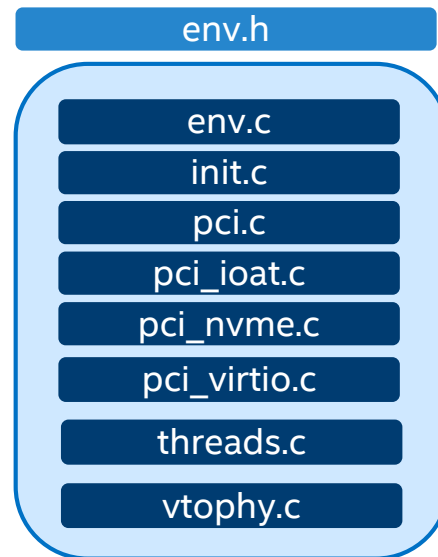 env.h
env.c
init.c
pci.c
pci_ioat.c
pci_nvme.c
pci_virtio.c
threads.c
vtophy.c